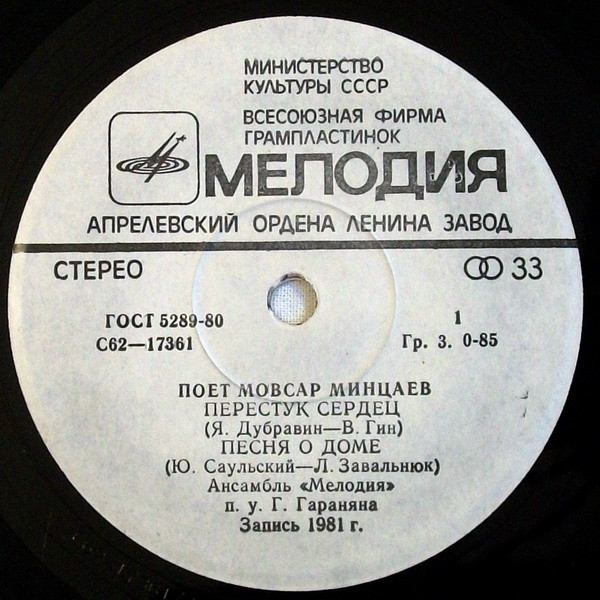 МИНИСТЕРСТВО
КУЛЬТУРЫ СССР
ВСЕСОЮЗНАЯ ФИРМА
ГРАМПЛАСТИНОК
МЕЛОДИЯ
АПРЕЛЕВСКИЙ ОРДЕНА ЛЕНИНА ЗАВОД
СТЕРЕО 33
ГОСТ 5289-80 1
С62—17361 Гр. 3. 0-85
ПОЕТ МОВСАР МИНЦАЕВ
ПЕРЕСТУК СЕРДЕЦ
(Я. Дубравин—В. Гин)
ПЕСНЯ О ДОМЕ
(Ю. Саульский—Л. Завальнюк)
Ансамбль «Мелодия»
п. у. Г. Гараняна
Запись 1981 г.